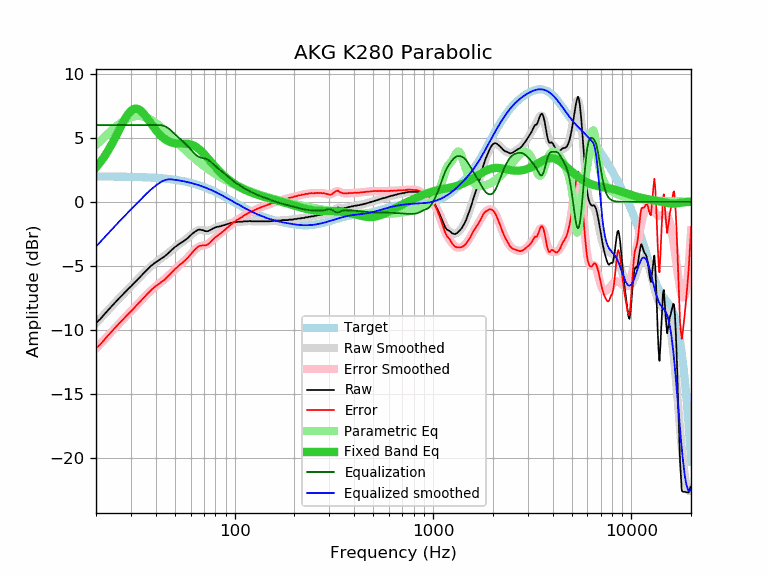 AKG K280 Parabolic
10
5
0
−5
−10
−15
−20
Amplitude (dBr)
Target
Raw Smoothed
Error Smoothed
Raw
Error
Parametric Eq
Fixed Band Eq
Equalization
Equalized smoothed
100
1000
10000
Frequency (Hz)